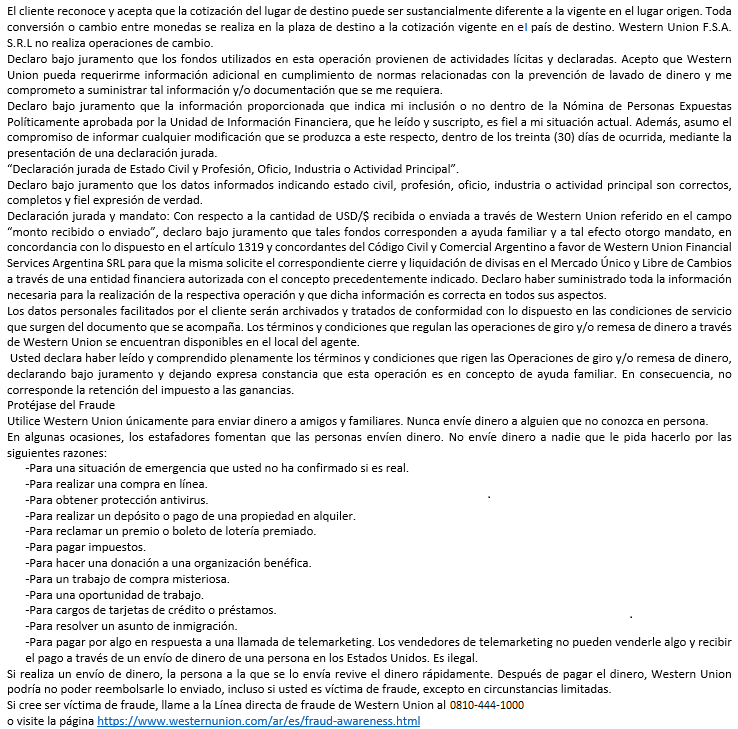 El cliente reconoce y acepta que la cotización del lugar de destino puede ser sustancialmente diferente a la vigente en el lugar origen. Toda
conversión o cambio entre monedas se realiza en la plaza de destino a la cotización vigente en el país de destino. Western Union F.S.A.
S.R.L no realiza operaciones de cambio.
Declaro bajo juramento que los fondos utilizados en esta operación provienen de actividades lícitas y declaradas. Acepto que Western
Union pueda requerirme información adicional en cumplimiento de normas relacionadas con la prevención de lavado de dinero y me
comprometo a suministrar tal información y/o documentación que se me requiera.
Declaro bajo juramento que la información proporcionada que indica mi inclusión o no dentro de la Nómina de Personas Expuestas
Políticamente aprobada por la Unidad de Información Financiera, que he leído y suscripto, es fiel a mi situación actual. Además, asumo el
compromiso de informar cualquier modificación que se produzca a este respecto, dentro de los treinta (30) días de ocurrida, mediante la
presentación de una declaración jurada.
“Declaración jurada de Estado Civil y Profesión, Oficio, Industria o Actividad Principal”.
Declaro bajo juramento que los datos informados indicando estado civil, profesión, oficio, industria o actividad principal son correctos,
completos y fiel expresión de verdad.
Declaración jurada y mandato: Con respecto a la cantidad de USD/$ recibida o enviada a través de Western Union referido en el campo
“monto recibido o enviado”, declaro bajo juramento que tales fondos corresponden a ayuda familiar y a tal efecto otorgo mandato, en
concordancia con lo dispuesto en el artículo 1319 y concordantes del Código Civil y Comercial Argentino a favor de Western Union Financial
Services Argentina SRL para que la misma solicite el correspondiente cierre y liquidación de divisas en el Mercado Único y Libre de Cambios
a través de una entidad financiera autorizada con el concepto precedentemente indicado. Declaro haber suministrado toda la información
necesaria para la realización de la respectiva operación y que dicha información es correcta en todos sus aspectos.
Los datos personales facilitados por el cliente serán archivados y tratados de conformidad con lo dispuesto en las condiciones de servicio
que surgen del documento que se acompaña. Los términos y condiciones que regulan las operaciones de giro y/o remesa de dinero a través
de Western Union se encuentran disponibles en el local del agente.
Usted declara haber leído y comprendido plenamente los términos y condiciones que rigen las Operaciones de giro y/o remesa de dinero,
declarando bajo juramento y dejando expresa constancia que esta operación es en concepto de ayuda familiar. En consecuencia, no
corresponde la retención del impuesto a las ganancias.
Protéjase del Fraude
Utilice Western Union únicamente para enviar dinero a amigos y familiares. Nunca envíe dinero a alguien que no conozca en persona.
En algunas ocasiones, los estafadores fomentan que las personas envíen dinero. No envíe dinero a nadie que le pida hacerlo por las
siguientes razones:
-Para una situación de emergencia que usted no ha confirmado si es real.
-Para realizar una compra en línea.
-Para obtener protección antivirus.
-Para realizar un depósito o pago de una propiedad en alquiler.
-Para reclamar un premio o boleto de lotería premiado.
-Para pagar impuestos.
-Para hacer una donación a una organización benéfica.
-Para un trabajo de compra misteriosa.
-Para una oportunidad de trabajo.
-Para cargos de tarjetas de crédito o préstamos.
-Para resolver un asunto de inmigración.
-Para pagar por algo en respuesta a una llamada de telemarketing. Los vendedores de telemarketing no pueden venderle algo y recibir
el pago a través de un envío de dinero de una persona en los Estados Unidos. Es ilegal.
Si realiza un envío de dinero, la persona a la que se lo envía revive el dinero rápidamente. Después de pagar el dinero, Western Union
podría no poder reembolsarle lo enviado, incluso si usted es víctima de fraude, excepto en circunstancias limitadas.
Si cree ser víctima de fraude, llame a la Línea directa de fraude de Western Union al 0810-444-1000
o visite la página https://www.westernunion.com/ar/es/fraud-awareness.html